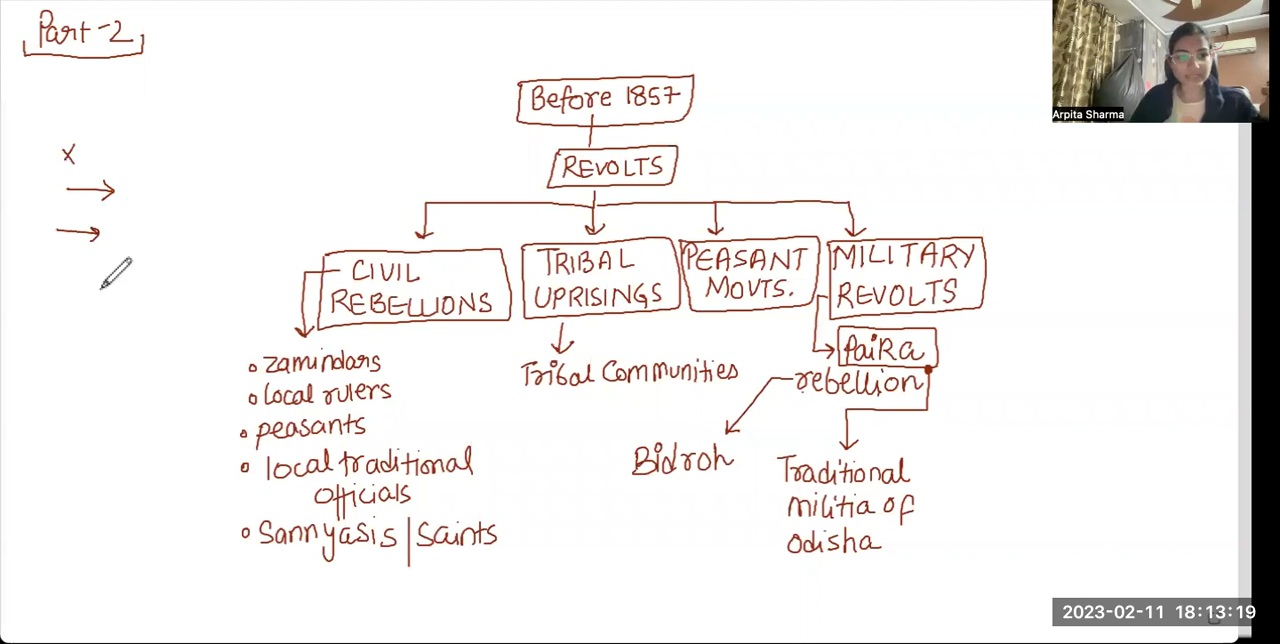 Part-2
Arpita Sharma
Before 1857
x
REVOLTS
CIVIL
REBELLIONS
TRIBAL
UPRISINGS
PEASANT
MOVTS.
MILITARY
REVOLTS
zamindars
local rulers
peasants
local traditional
officials
Sannyasis | Saints
Tribal Communities
PaiRa
rebellion
Bidroh
Traditional
militia of
odisha
2023-02-11 18:13:19